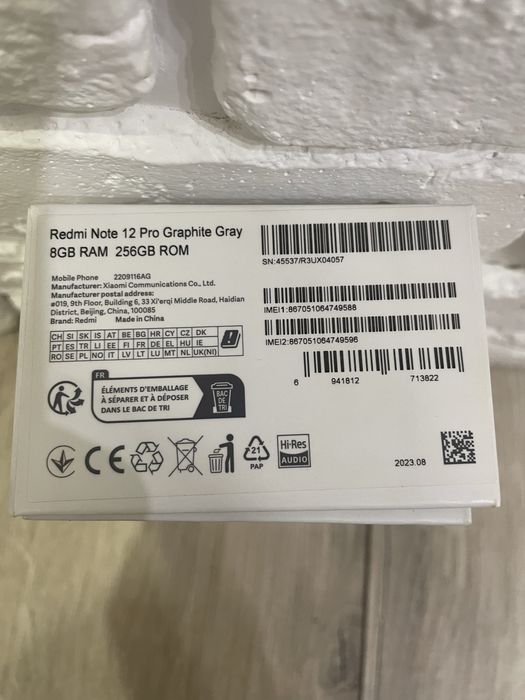 Redmi Note 12 Pro Graphite Gray
8GB RAM 256GB ROM
SN:45537/R3UX04057
Mobile Phone 2209116AG
Manufacturer: Xiaomi Communications Co., Ltd.
Manufacturer postal address:
#019, 9th Floor, Building 6, 33 Xi'erqi Middle Road, Haidian
District, Beijing, China, 100085
Brand: Redmi Made in China
IMEI1:867051064749588
IMEI2:867051064749596
CH SI SK IS AT BE BG HR CY CZ DK
PT ES TR LI EE FI FR DE EL HU IE
RO SE PL NO IT LV LT LU MT NL UK(NI)
6 941812 713822
FR
ÉLÉMENTS D'EMBALLAGE
À SÉPARER ET À DÉPOSER
DANS LE BAC DE TRI
BAC
DE
TRI
CE
21
PAP
Hi-Res
AUDIO
2023.08